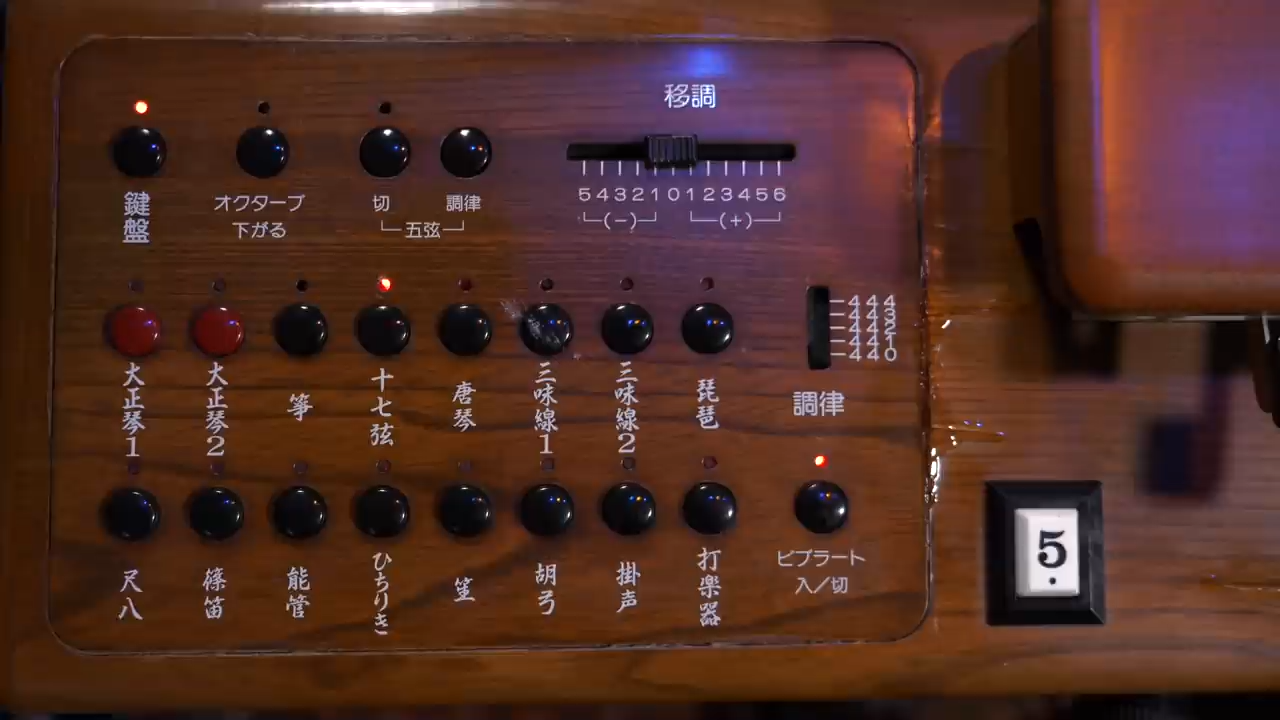 移調
鍵盤
オクターブ
下がる
切
調律
五弦
5 4 3 2 1 0 1 2 3 4 5 6
(-)
(+)
大正琴1
大正琴2
箏
十七弦
唐琴
三味線1
三味線2
琵琶
444
443
442
441
440
調律
尺八
篠笛
能管
ひちりき
笙
胡弓
掛声
打楽器
ビブラート
入/切
5